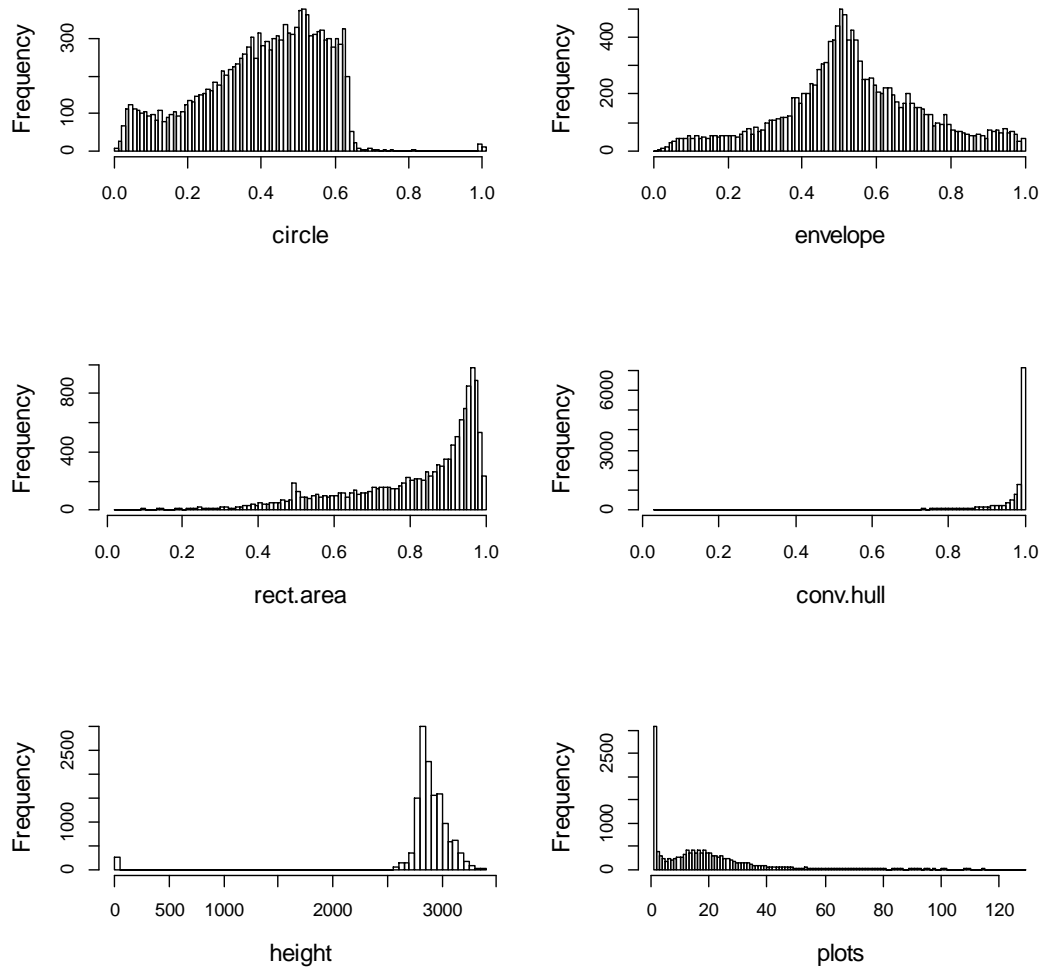 Frequency
0 100 300
0.0 0.2 0.4 0.6 0.8 1.0
circle
Frequency
0 200 400
0.0 0.2 0.4 0.6 0.8 1.0
envelope
Frequency
0 400 800
0.0 0.2 0.4 0.6 0.8 1.0
rect.area
Frequency
0 3000 6000
0.0 0.2 0.4 0.6 0.8 1.0
conv.hull
Frequency
0 1000 2500
0 500 1000 2000 3000
height
Frequency
0 1000 2500
0 20 40 60 80 100 120
plots